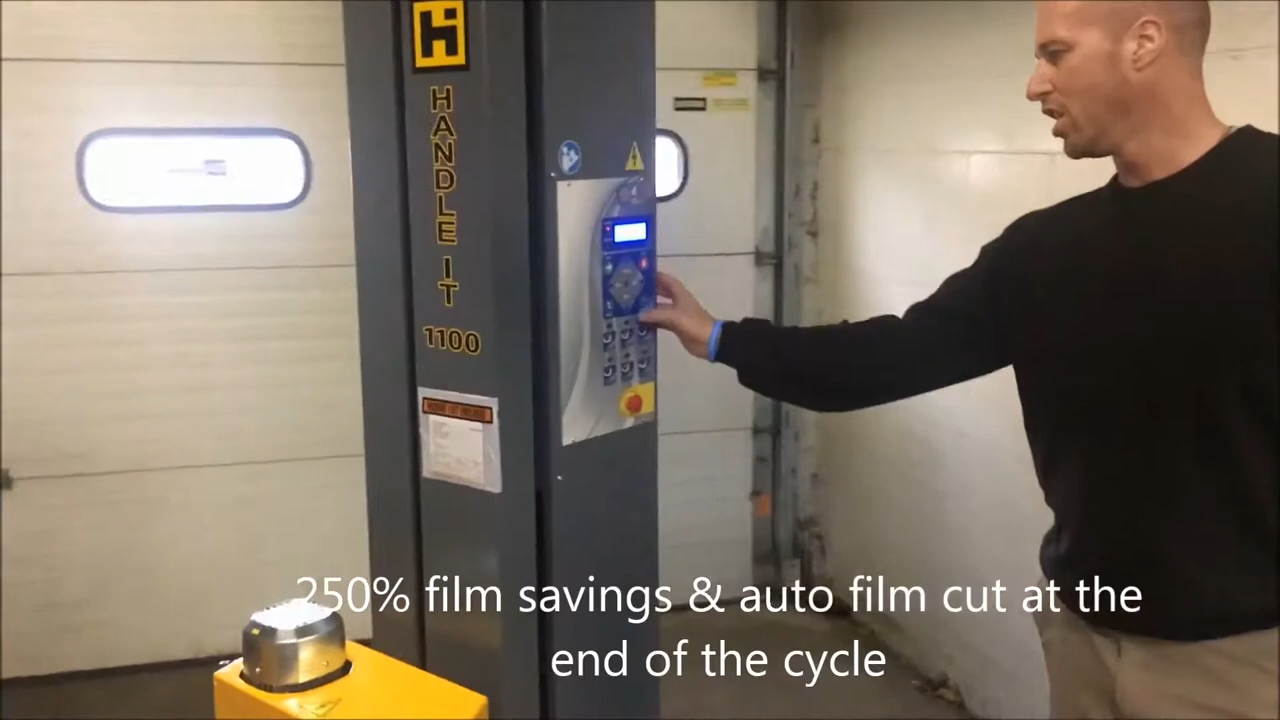 HANDLE IT
1100
250% film savings & auto film cut at the
end of the cycle